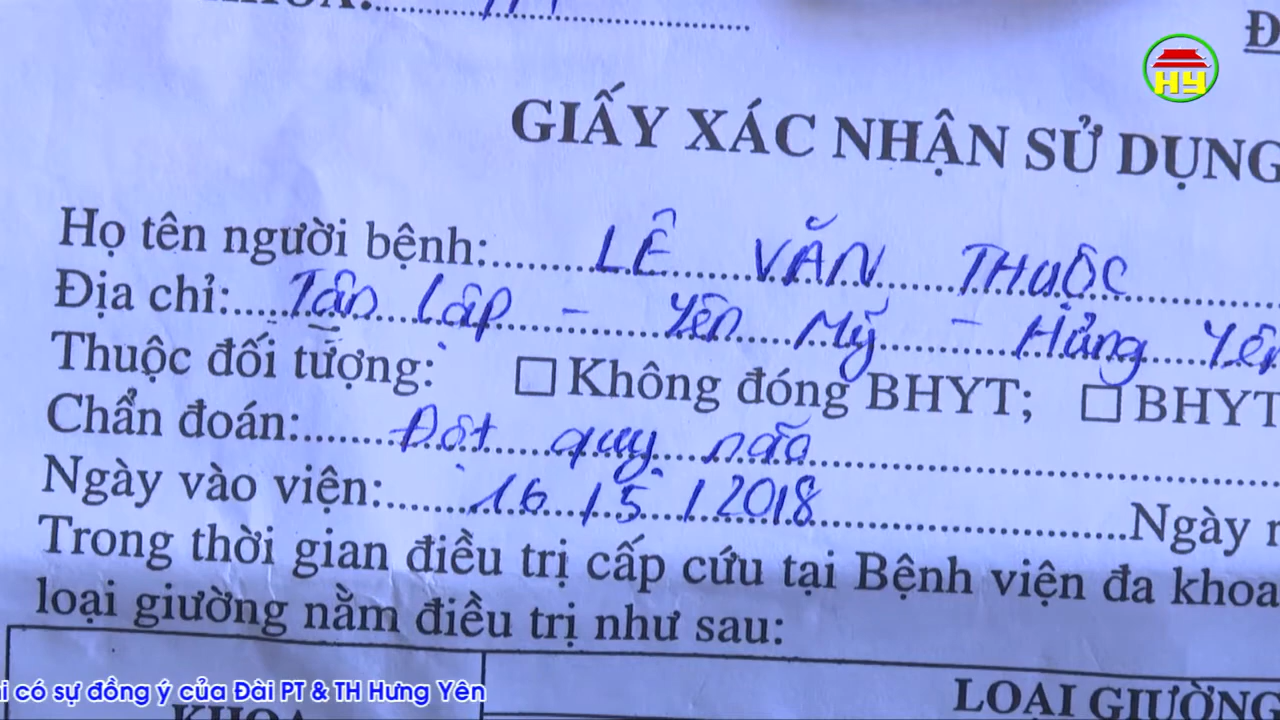 KHOA:
Đ
HY
GIẤY XÁC NHẬN SỬ DỤNG
Họ tên người bệnh: LÊ VĂN THUỘC
Địa chỉ: Tân Lập - Yên Mỹ - Hưng Yên
Thuộc đối tượng: Không đóng BHYT; BHYT
Chẩn đoán: Đột quỵ não
Ngày vào viện: 16/5/2018 Ngày
Trong thời gian điều trị cấp cứu tại Bệnh viện đa khoa
loại giường nằm điều trị như sau:
LOẠI GIƯỜNG
KHOA
có sự đồng ý của Đài PT & TH Hưng Yên